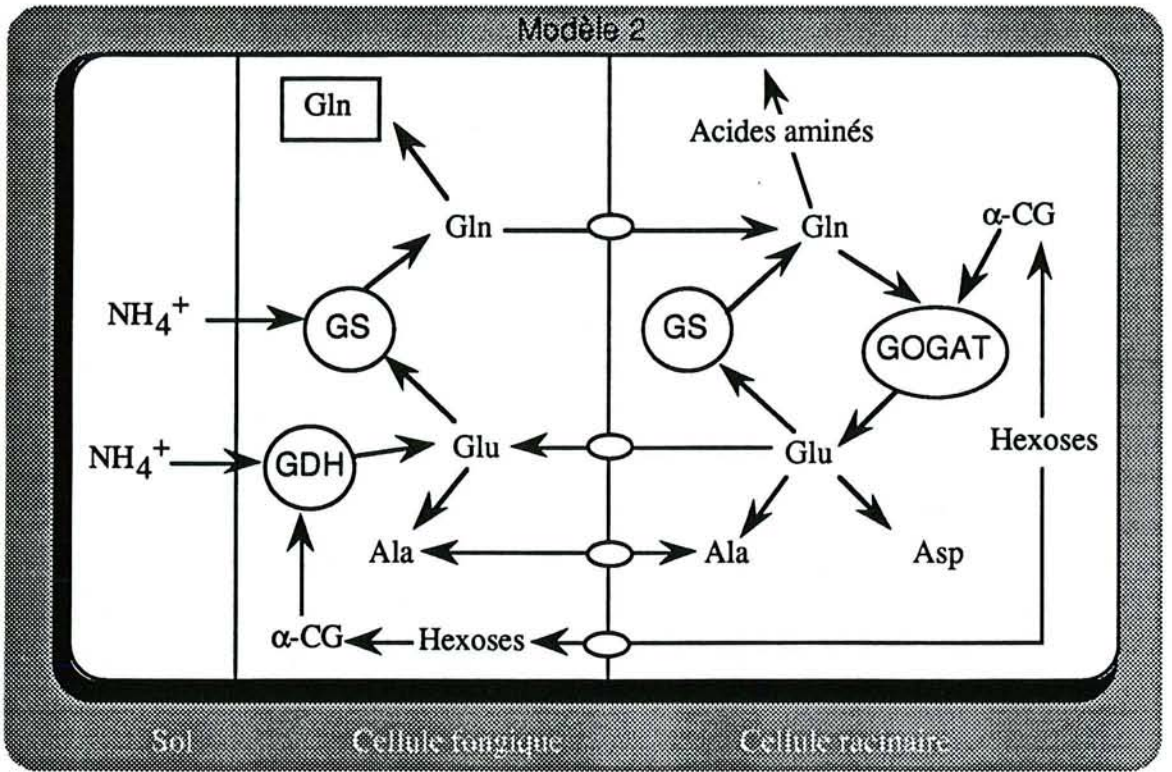 Modèle 2
Gln
Acides aminés
Gln
Gln
α-CG
NH4+
GS
GS
GOGAT
NH4+
GDH
Glu
Glu
Hexoses
Ala
Ala
Asp
α-CG
Hexoses
Sol
Cellule fongique
Cellule racinaire